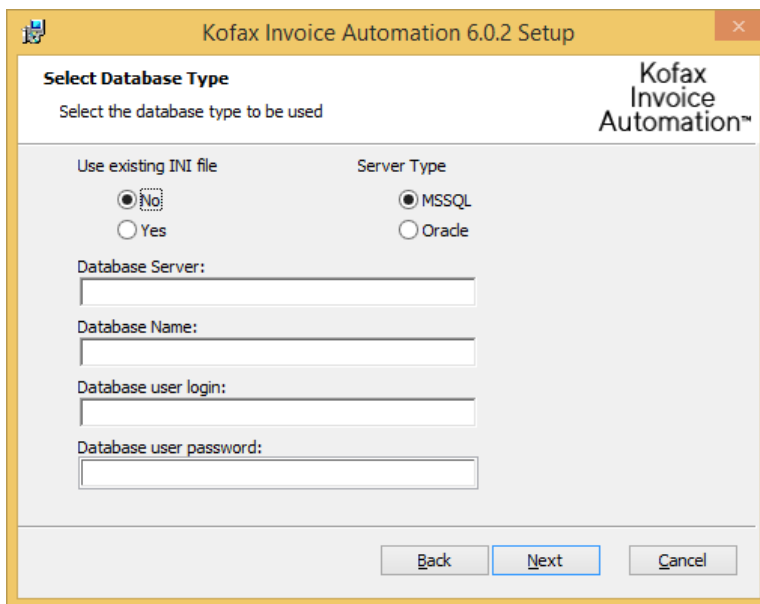 Kofax Invoice Automation 6.0.2 Setup
Select Database Type
Select the database type to be used
Kofax
Invoice
Automation™
Use existing INI file
Server Type
No
MSSQL
Yes
Oracle
Database Server:
Database Name:
Database user login:
Database user password:
Back
Next
Cancel